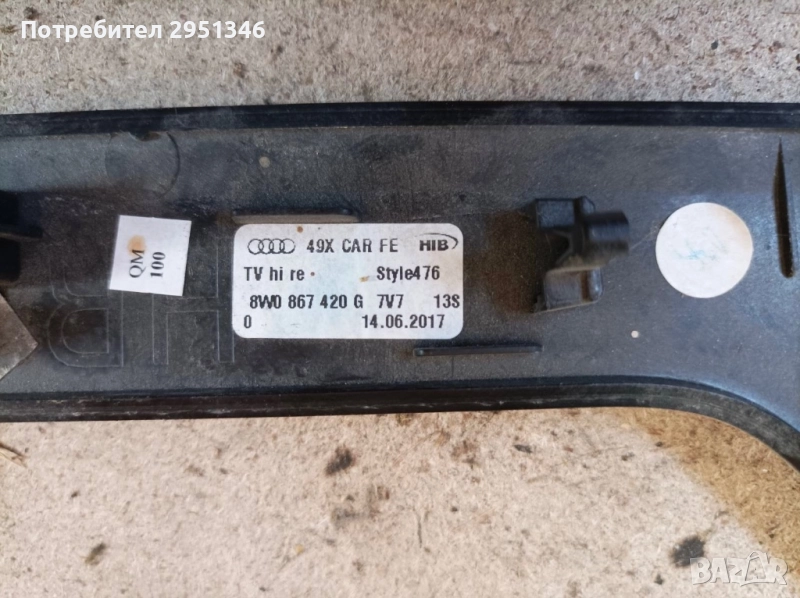 Потребител 2951346
49X CAR FE HIB
TV hi re Style476
8W0 867 420 G 7V7 13S
0 14.06.2017
QM
100
BAZAR